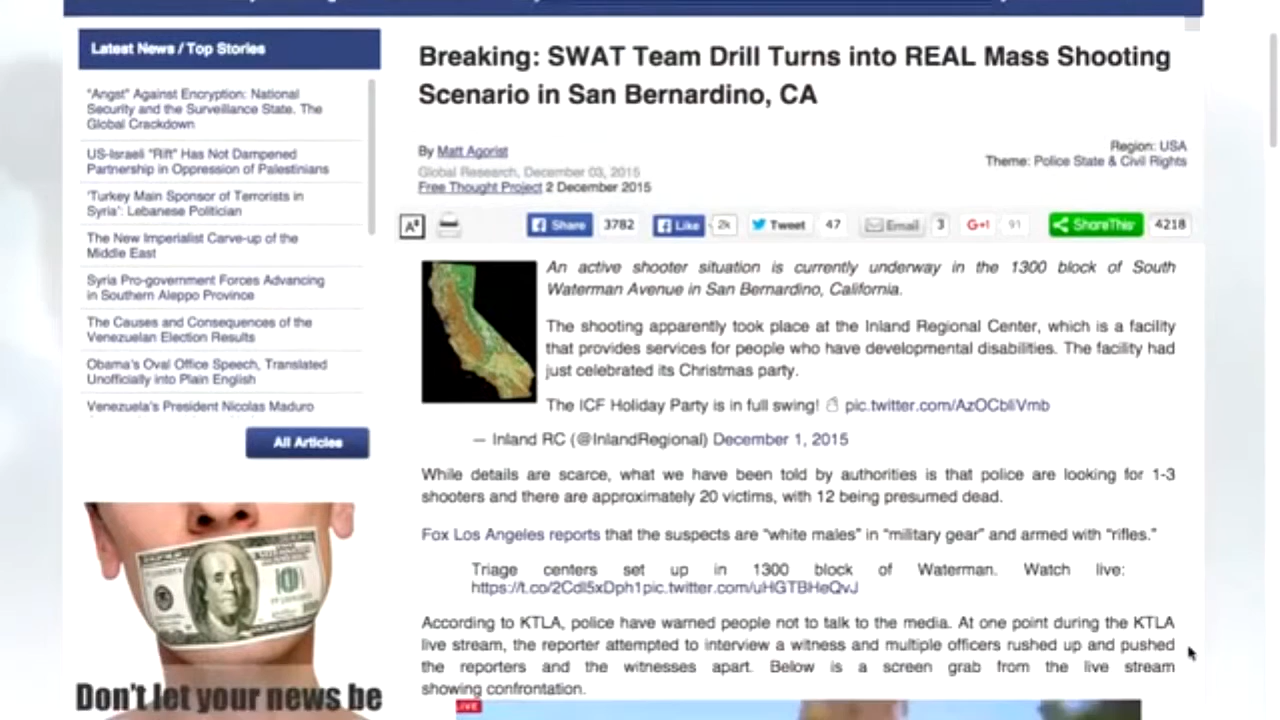 Latest News / Top Stories
"Angst" Against Encryption: National
Security and the Surveillance State. The
Global Crackdown
US-Israeli "Rift" Has Not Dampened
Partnership in Oppression of Palestinians
'Turkey Main Sponsor of Terrorists in
Syria': Lebanese Politician
The New Imperialist Carve-up of the
Middle East
Syria Pro-government Forces Advancing
in Southern Aleppo Province
The Causes and Consequences of the
Venezuelan Election Results
Obama's Oval Office Speech, Translated
Unofficially into Plain English
Venezuela's President Nicolas Maduro
All Articles
Don't let your news be
Breaking: SWAT Team Drill Turns into REAL Mass Shooting
Scenario in San Bernardino, CA
By Matt Agorist
Global Research, December 03, 2015
Free Thought Project 2 December 2015
Region: USA
Theme: Police State & Civil Rights
Share 3782 Like 2k Tweet 47 Email 3 G+1 91 ShareThis 4218
An active shooter situation is currently underway in the 1300 block of South
Waterman Avenue in San Bernardino, California.
The shooting apparently took place at the Inland Regional Center, which is a facility
that provides services for people who have developmental disabilities. The facility had
just celebrated its Christmas party.
The ICF Holiday Party is in full swing! pic.twitter.com/AzOCbliVmb
— Inland RC (@InlandRegional) December 1, 2015
While details are scarce, what we have been told by authorities is that police are looking for 1-3
shooters and there are approximately 20 victims, with 12 being presumed dead.
Fox Los Angeles reports that the suspects are "white males" in "military gear" and armed with "rifles."
Triage centers set up in 1300 block of Waterman. Watch live:
https://t.co/2Cdl5xDph1pic.twitter.com/uHGTBHeQvJ
According to KTLA, police have warned people not to talk to the media. At one point during the KTLA
live stream, the reporter attempted to interview a witness and multiple officers rushed up and pushed
the reporters and the witnesses apart. Below is a screen grab from the live stream
showing confrontation.
LIVE